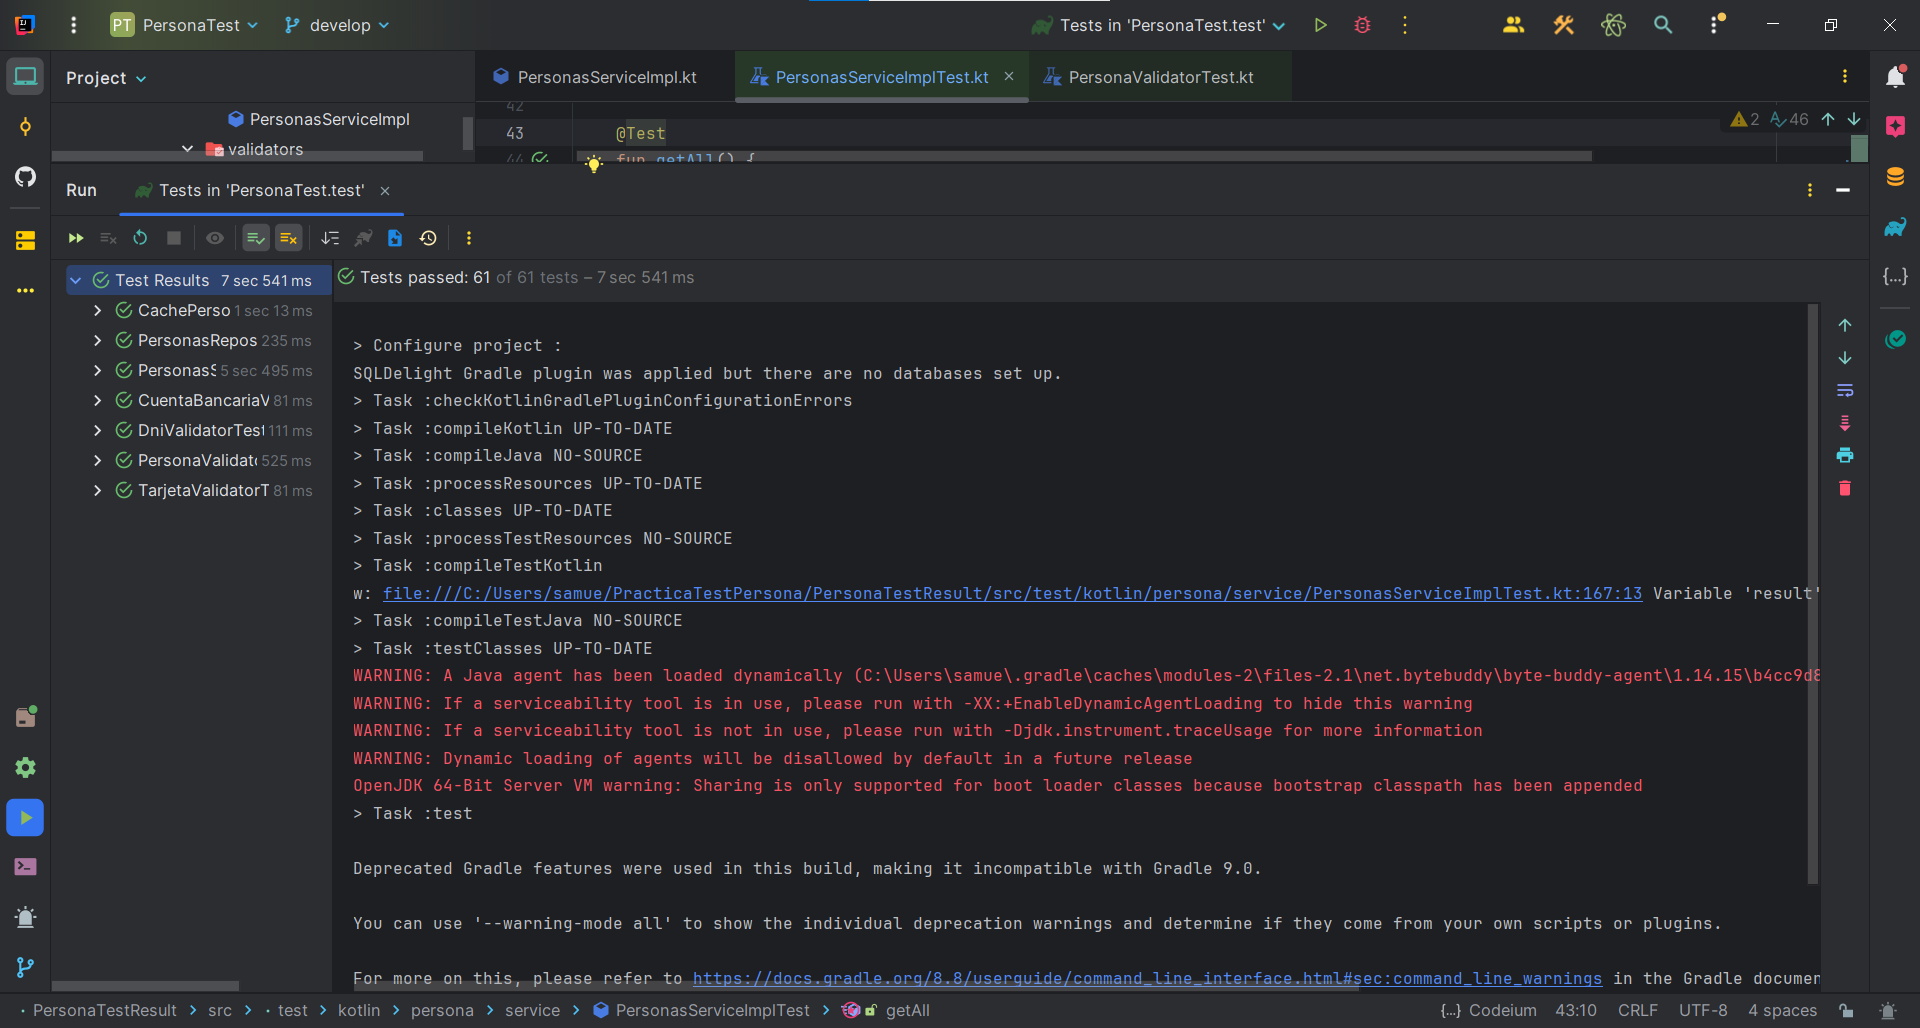 PT PersonaTest develop Tests in 'PersonaTest.test'
Project
PersonasServiceImpl.kt PersonasServiceImplTest.kt PersonaValidatorTest.kt
PersonasServiceImpl
validators
42
43 @Test
44 fun getAll() {
2 46
Run Tests in 'PersonaTest.test'
Test Results 7 sec 541 ms
CachePerso 1 sec 13 ms
PersonasRepos 235 ms
PersonasS 5 sec 495 ms
CuentaBancariaV 81 ms
DniValidatorTest 111 ms
PersonaValidato 525 ms
TarjetaValidatorT 81 ms
Tests passed: 61 of 61 tests – 7 sec 541 ms
> Configure project :
SQLDelight Gradle plugin was applied but there are no databases set up.
> Task :checkKotlinGradlePluginConfigurationErrors
> Task :compileKotlin UP-TO-DATE
> Task :compileJava NO-SOURCE
> Task :processResources UP-TO-DATE
> Task :classes UP-TO-DATE
> Task :processTestResources NO-SOURCE
> Task :compileTestKotlin
w: file:///C:/Users/samue/PracticaTestPersona/PersonaTestResult/src/test/kotlin/persona/service/PersonasServiceImplTest.kt:167:13 Variable 'result'
> Task :compileTestJava NO-SOURCE
> Task :testClasses UP-TO-DATE
WARNING: A Java agent has been loaded dynamically (C:\Users\samue\.gradle\caches\modules-2\files-2.1\net.bytebuddy\byte-buddy-agent\1.14.15\b4cc9d8
WARNING: If a serviceability tool is in use, please run with -XX:+EnableDynamicAgentLoading to hide this warning
WARNING: If a serviceability tool is not in use, please run with -Djdk.instrument.traceUsage for more information
WARNING: Dynamic loading of agents will be disallowed by default in a future release
OpenJDK 64-Bit Server VM warning: Sharing is only supported for boot loader classes because bootstrap classpath has been appended
> Task :test
Deprecated Gradle features were used in this build, making it incompatible with Gradle 9.0.
You can use '--warning-mode all' to show the individual deprecation warnings and determine if they come from your own scripts or plugins.
For more on this, please refer to https://docs.gradle.org/8.8/userguide/command_line_interface.html#sec:command_line_warnings in the Gradle documen
PersonaTestResult > src > test > kotlin > persona > service > PersonasServiceImplTest > getAll
{...} Codeium 43:10 CRLF UTF-8 4 spaces